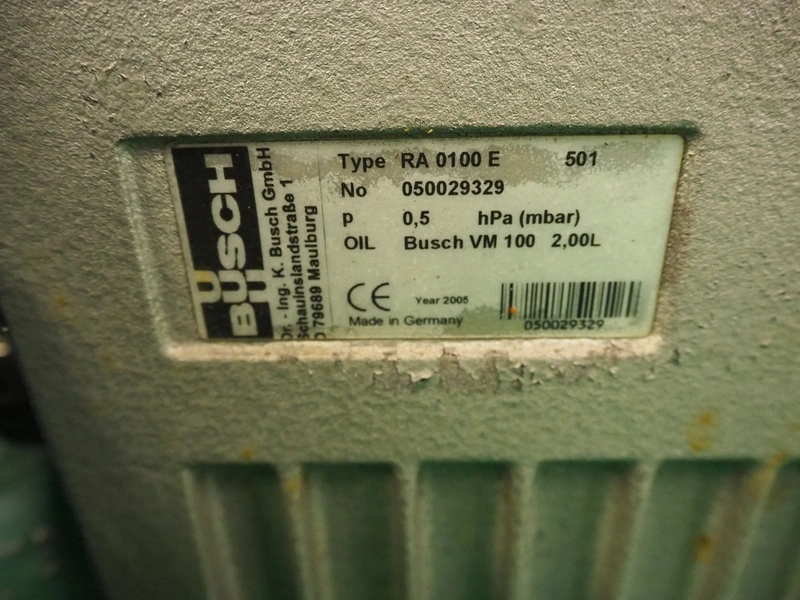 BUSCH
Dr. - Ing. K. Busch GmbH
Schauinslandstraße 1
D 79689 Maulburg
Type RA 0100 E 501
No 050029329
p 0,5 hPa (mbar)
OIL Busch VM 100 2,00L
CE Year 2005
Made in Germany
050029329